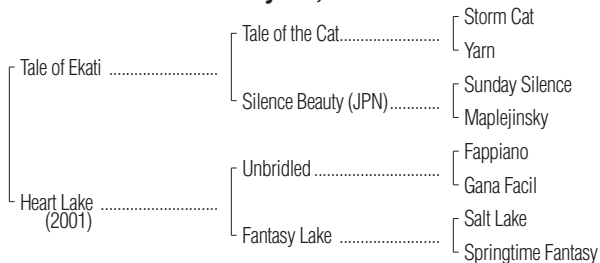 Storm Cat
Tale of the Cat....................
Yarn
Tale of Ekati ........................
Sunday Silence
Silence Beauty (JPN)............
Maplejinsky
Fappiano
Unbridled ..............................
Gana Facil
Heart Lake ..........................
(2001)
Salt Lake
Fantasy Lake ........................
Springtime Fantasy